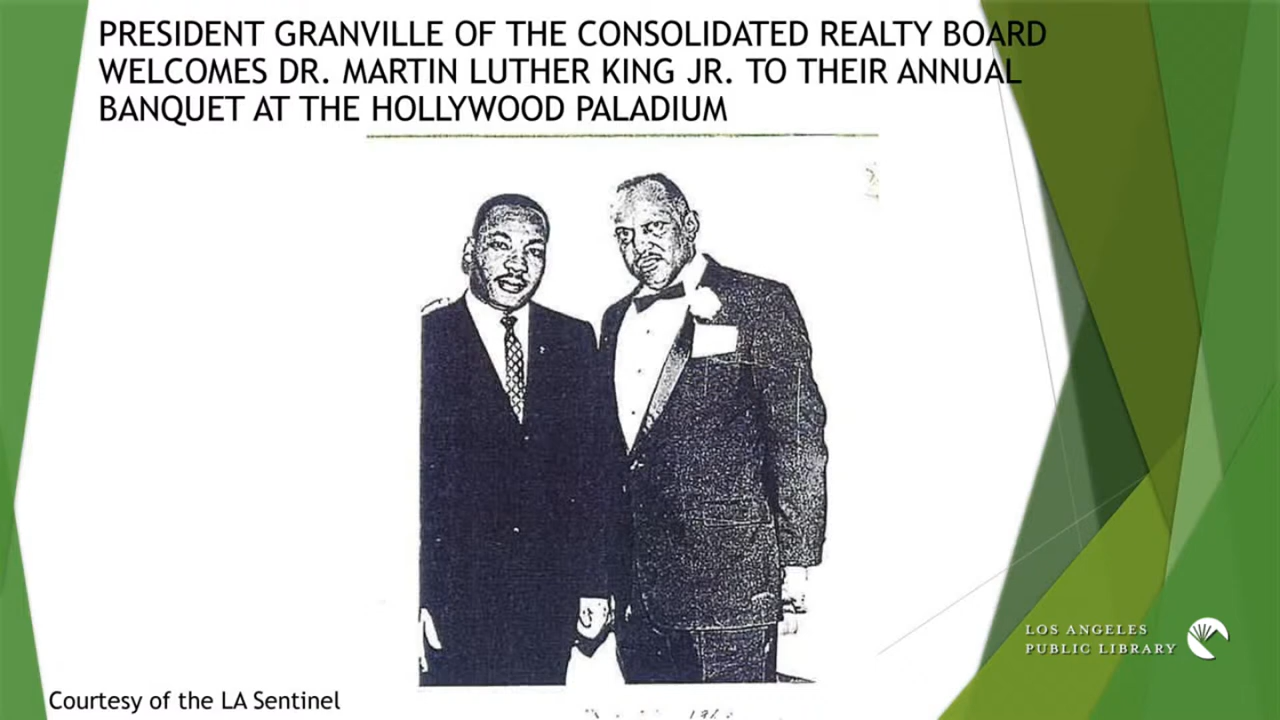 PRESIDENT GRANVILLE OF THE CONSOLIDATED REALTY BOARD
WELCOMES DR. MARTIN LUTHER KING JR. TO THEIR ANNUAL
BANQUET AT THE HOLLYWOOD PALADIUM
LOS ANGELES
PUBLIC LIBRARY
Courtesy of the LA Sentinel